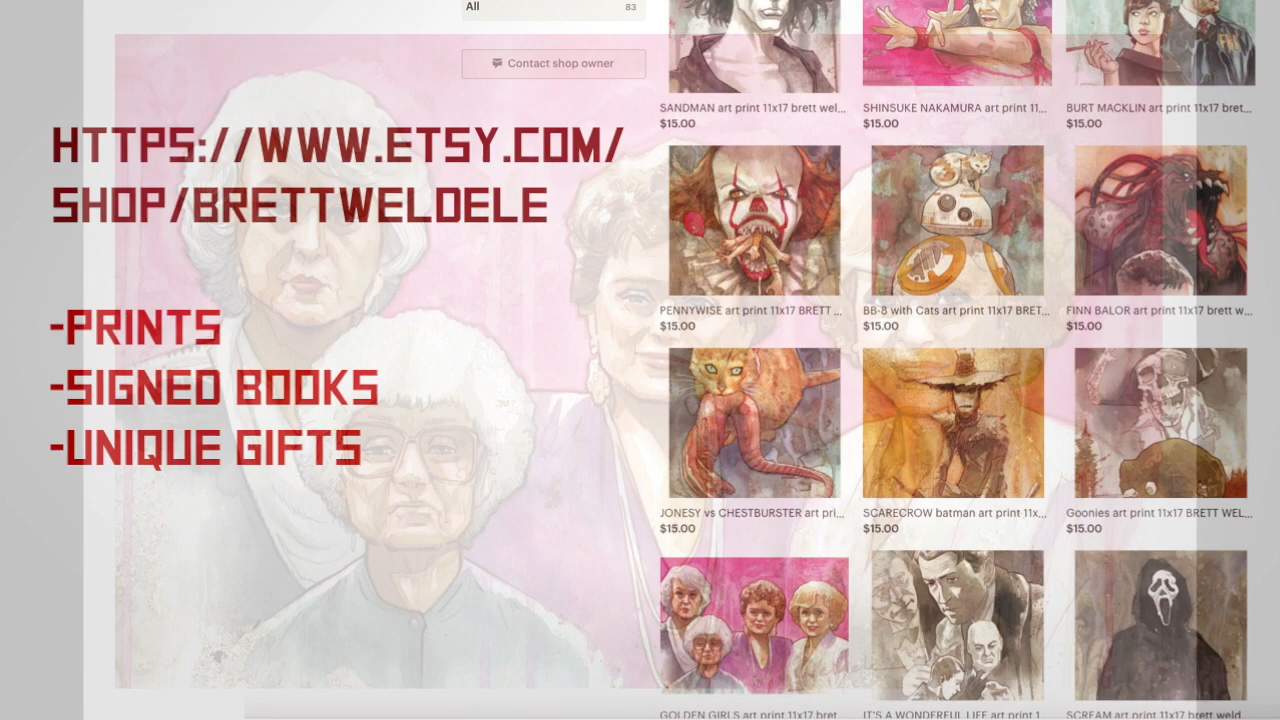 All 83
Contact shop owner
HTTPS://WWW.ETSY.COM/
SHOP/BRETTWELDELE
-PRINTS
-SIGNED BOOKS
-UNIQUE GIFTS
SANDMAN art print 11x17 brett wel...
$15.00
SHINSUKE NAKAMURA art print 11...
$15.00
BURT MACKLIN art print 11x17 bret...
$15.00
PENNYWISE art print 11x17 BRETT ...
$15.00
BB-8 with Cats art print 11x17 BRET...
$15.00
FINN BALOR art print 11x17 brett w...
$15.00
JONESY vs CHESTBURSTER art pri...
$15.00
SCARECROW batman art print 11x...
$15.00
Goonies art print 11x17 BRETT WEL...
$15.00
GOLDEN GIRLS art print 11x17 bret
IT'S A WONDERFUL LIFE art print 1
SCREAM art print 11x17 brett weld